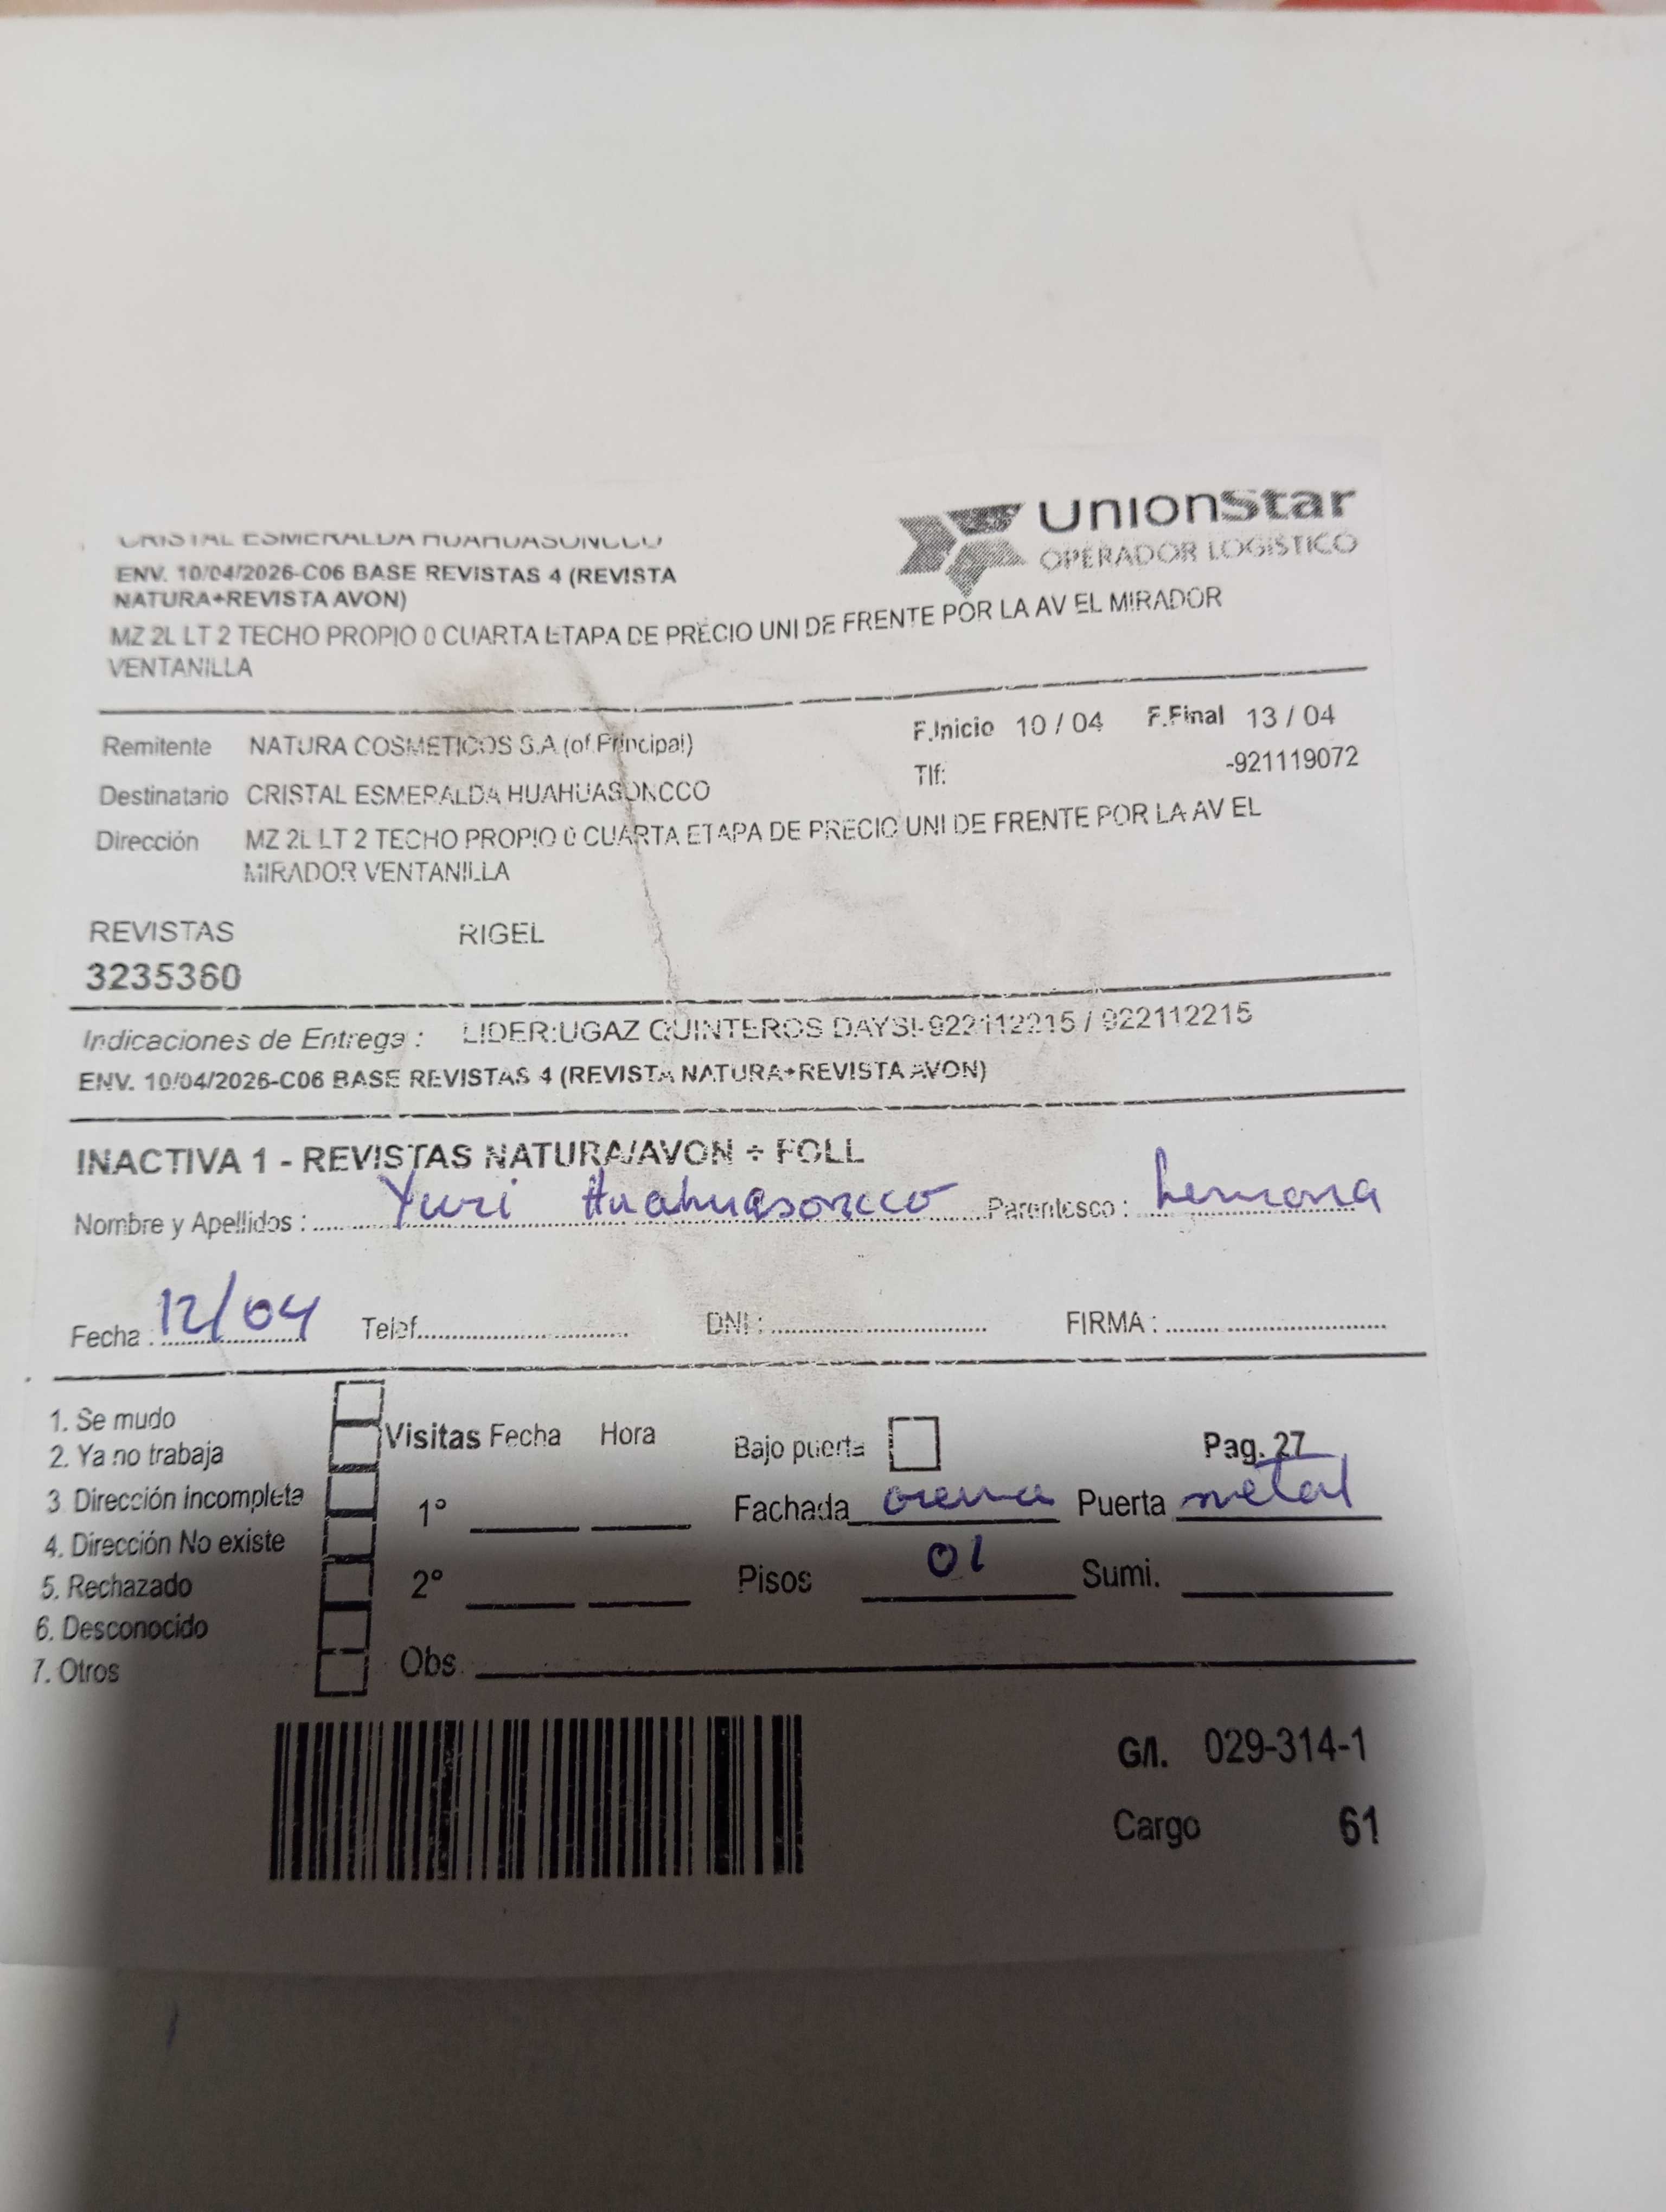 UnionStar
OPERADOR LOGISTICO
CRISTAL ESMERALDA HUAHUASONCCO
ENV. 10/04/2026-C06 BASE REVISTAS 4 (REVISTA
NATURA+REVISTA AVON)
MZ 2L LT 2 TECHO PROPIO 0 CUARTA ETAPA DE PRECIO UNI DE FRENTE POR LA AV EL MIRADOR
VENTANILLA
Remitente NATURA COSMETICOS S.A (of.Principal) F.Inicio 10 / 04 F.Final 13 / 04
Tlf: -921119072
Destinatario CRISTAL ESMERALDA HUAHUASONCCO
Dirección MZ 2L LT 2 TECHO PROPIO 0 CUARTA ETAPA DE PRECIO UNI DE FRENTE POR LA AV EL
MIRADOR VENTANILLA
REVISTAS RIGEL
3235360
Indicaciones de Entrega : LIDER:UGAZ QUINTEROS DAYSI-922112215 / 922112215
ENV. 10/04/2026-C06 BASE REVISTAS 4 (REVISTA NATURA+REVISTA AVON)
INACTIVA 1 - REVISTAS NATURA/AVON + FOLL
Nombre y Apellidos : Yuri Huahuasoncco Parentesco : hermana
Fecha : 12/04 Telef. DNI : FIRMA :
1. Se mudo
2. Ya no trabaja
3. Dirección incompleta
4. Dirección No existe
5. Rechazado
6. Desconocido
7. Otros
Visitas Fecha Hora
1°
2°
Obs.
Bajo puerta Pag. 27
Fachada crema Puerta metal
Pisos 01 Sumi.
G/I. 029-314-1
Cargo 61